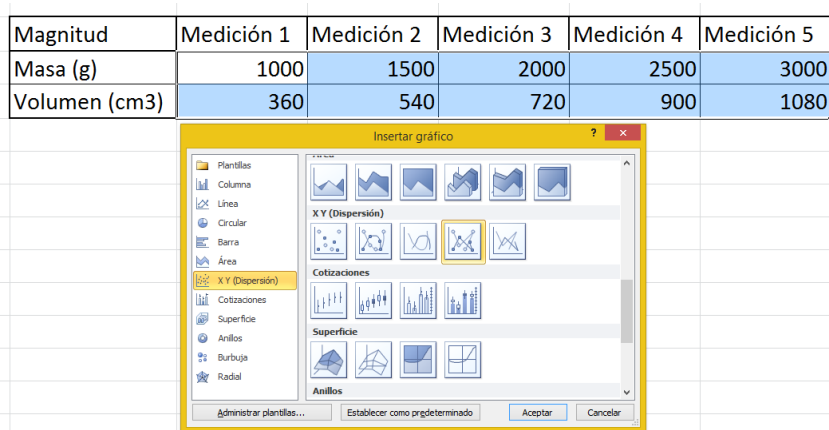 Magnitud Medición 1 Medición 2 Medición 3 Medición 4 Medición 5
Masa (g) 1000 1500 2000 2500 3000
Volumen (cm3) 360 540 720 900 1080
Insertar gráfico ? ×
Plantillas
Columna
Línea
Circular
Barra
Área
X Y (Dispersión)
Cotizaciones
Superficie
Anillos
Burbuja
Radial
Área
X Y (Dispersión)
Cotizaciones
Superficie
Anillos
Administrar plantillas... Establecer como predeterminado Aceptar Cancelar